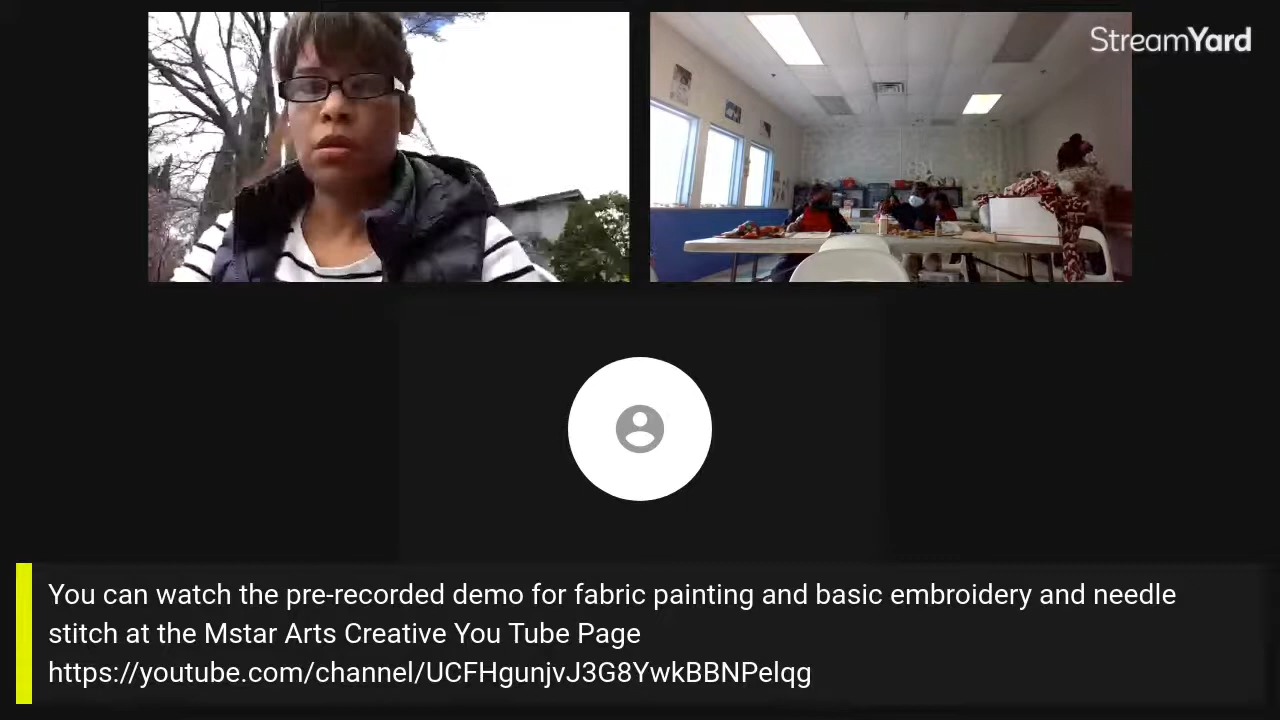 StreamYard
You can watch the pre-recorded demo for fabric painting and basic embroidery and needle
stitch at the Mstar Arts Creative You Tube Page
https://youtube.com/channel/UCFHgunjvJ3G8YwkBBNPelqg